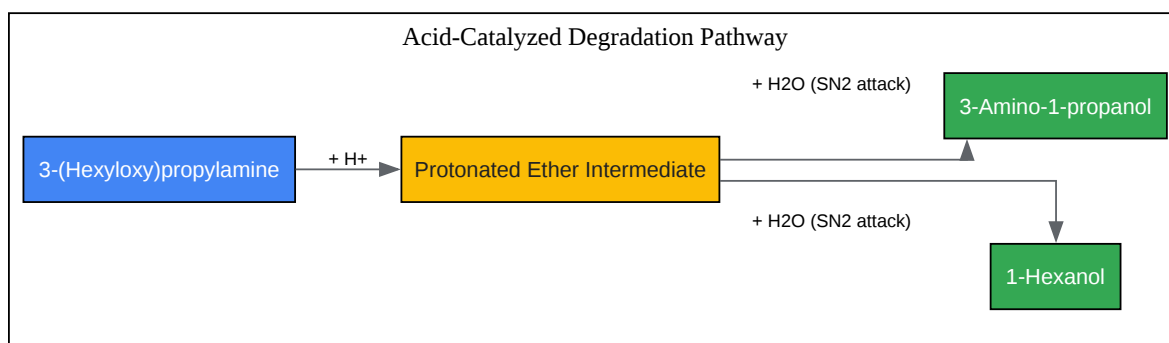 Acid-Catalyzed Degradation Pathway
+ H2O (SN2 attack)
3-Amino-1-propanol
3-(Hexyloxy)propylamine
+ H+
Protonated Ether Intermediate
+ H2O (SN2 attack)
1-Hexanol